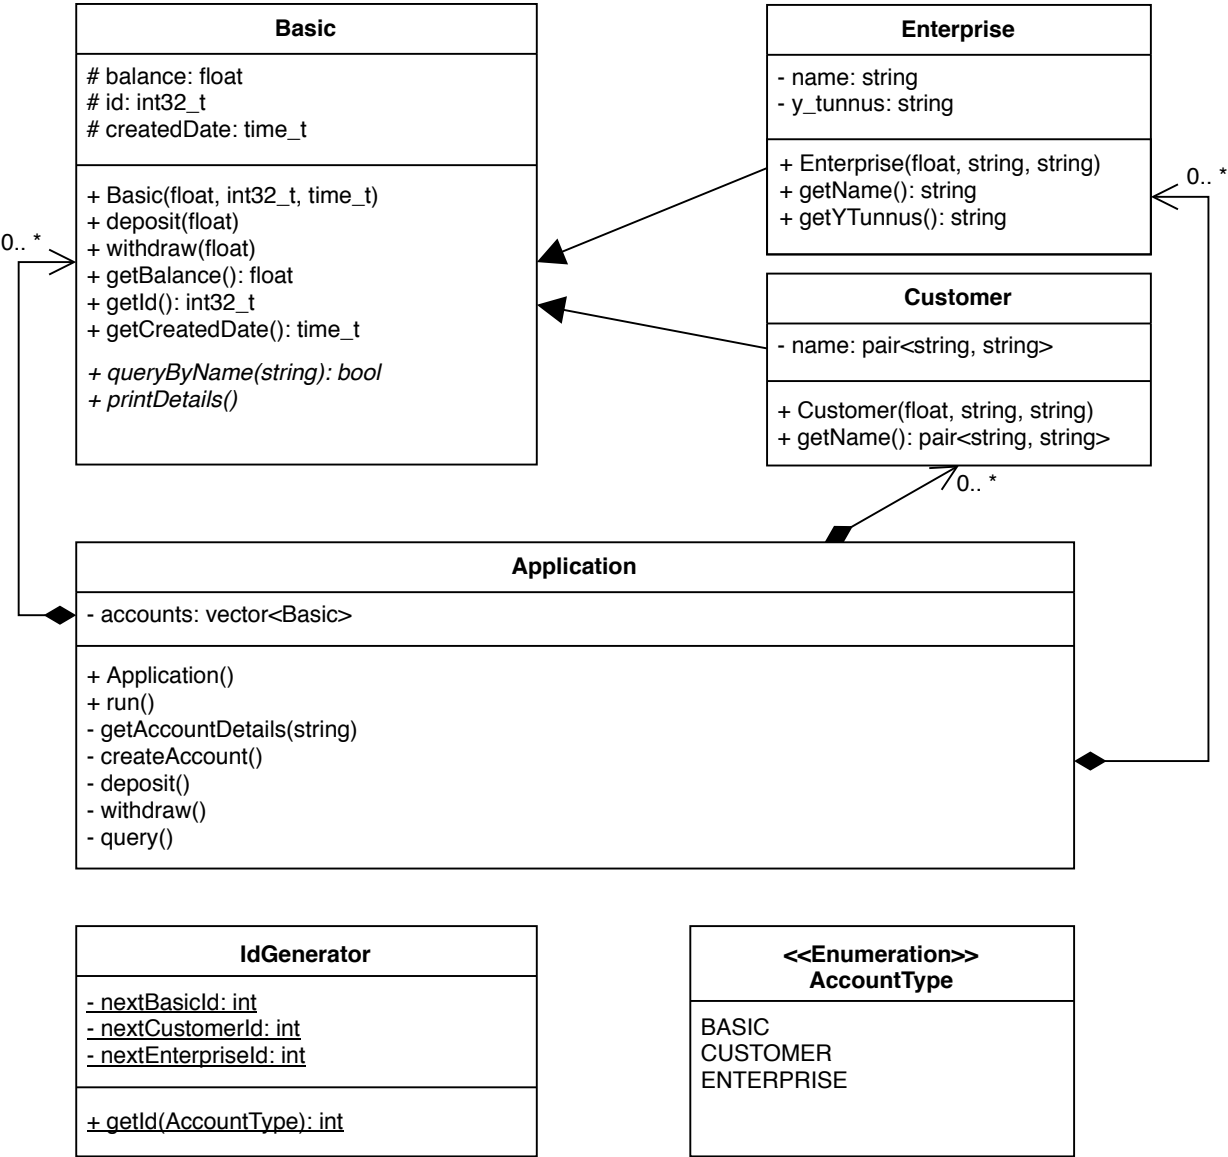 Basic
# balance: float
# id: int32_t
# createdDate: time_t
+ Basic(float, int32_t, time_t)
+ deposit(float)
+ withdraw(float)
+ getBalance(): float
+ getId(): int32_t
+ getCreatedDate(): time_t
+ queryByName(string): bool
+ printDetails()
0.. *
Enterprise
- name: string
- y_tunnus: string
+ Enterprise(float, string, string)
+ getName(): string
+ getYTunnus(): string
0.. *
Customer
- name: pair<string, string>
+ Customer(float, string, string)
+ getName(): pair<string, string>
0.. *
Application
- accounts: vector<Basic>
+ Application()
+ run()
- getAccountDetails(string)
- createAccount()
- deposit()
- withdraw()
- query()
IdGenerator
- nextBasicId: int
- nextCustomerId: int
- nextEnterpriseId: int
+ getId(AccountType): int
<<Enumeration>>
AccountType
BASIC
CUSTOMER
ENTERPRISE